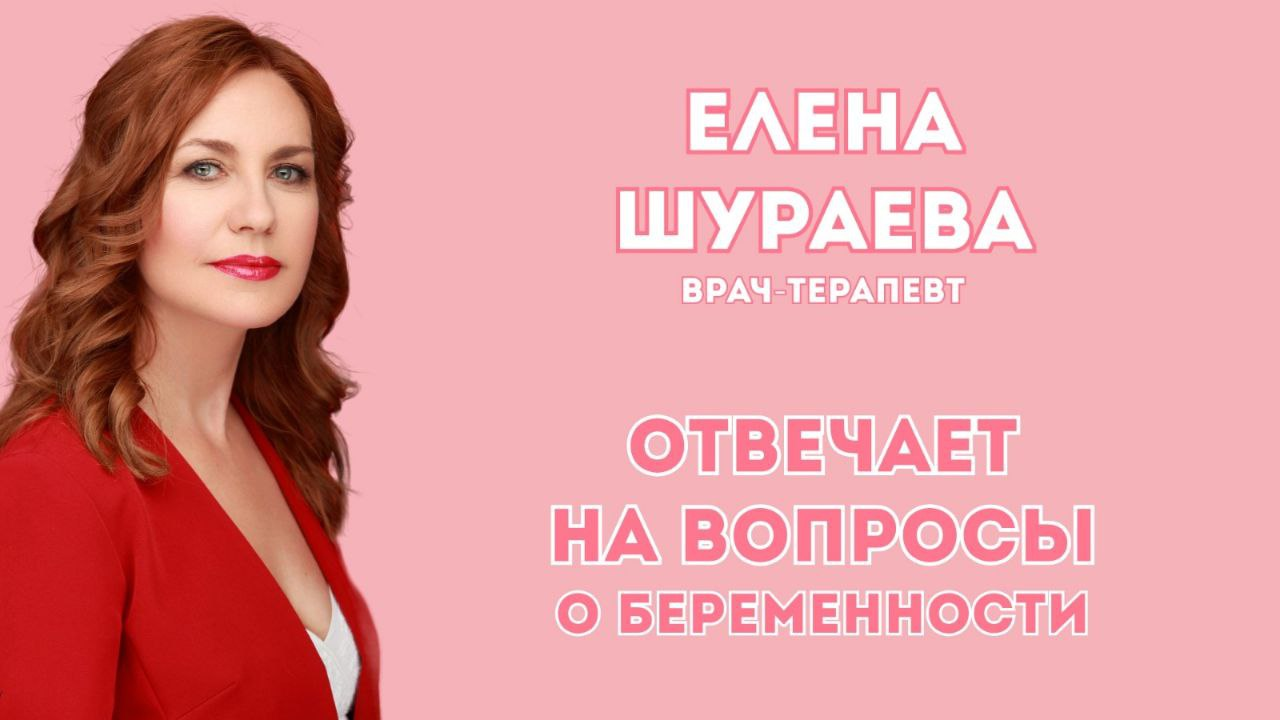 ЕЛЕНА
ШУРАЕВА
ВРАЧ-ТЕРАПЕВТ
ОТВЕЧАЕТ
НА ВОПРОСЫ
О БЕРЕМЕННОСТИ